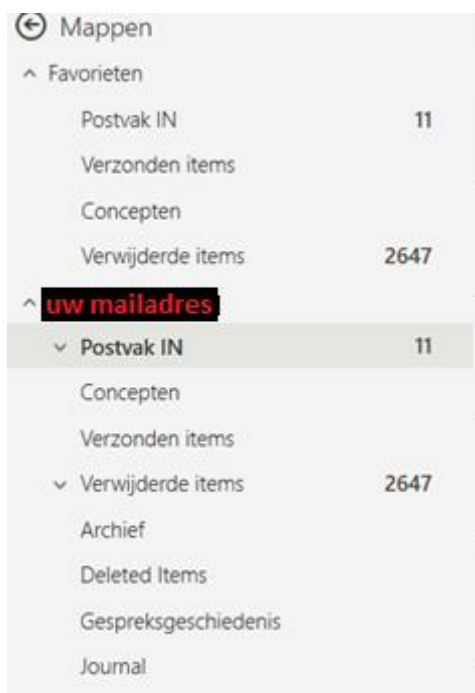 Mappen
Favorieten
Postvak IN 11
Verzonden items
Concepten
Verwijderde items 2647
uw mailadres
Postvak IN 11
Concepten
Verzonden items
Verwijderde items 2647
Archief
Deleted Items
Gespreksgeschiedenis
Journal